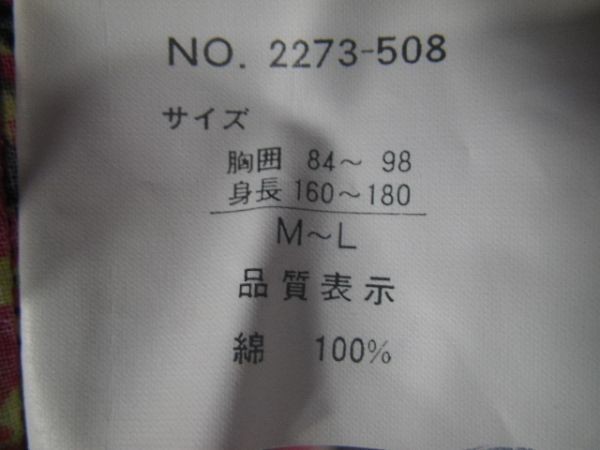 NO. 2273-508
サイズ
胸囲 84～ 98
身長 160～180
M～L
品質表示
綿 100%